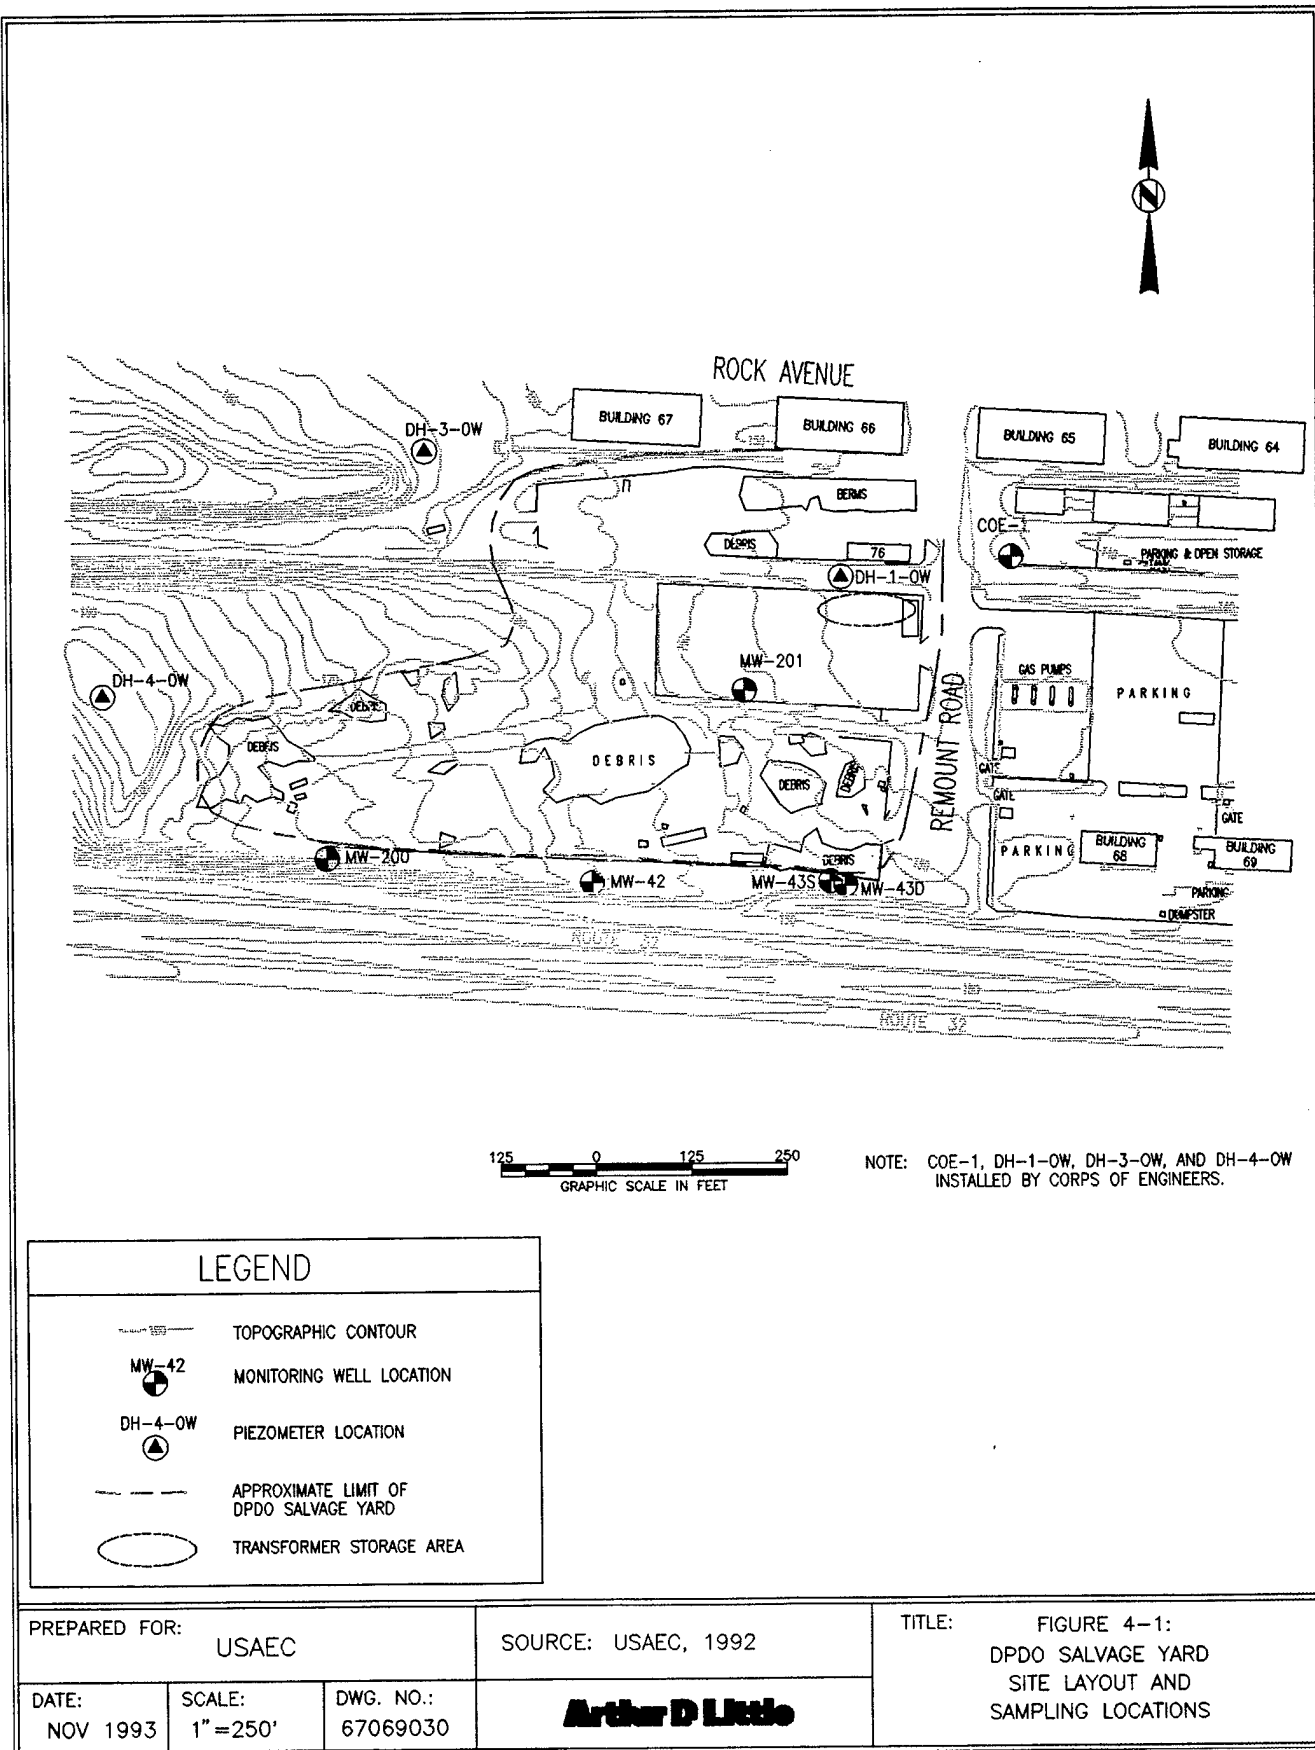 ROCK AVENUE
BUILDING 67
BUILDING 66
BUILDING 65
BUILDING 64
DH-3-OW
BERMS
COE-1
DEBRIS
76
PARKING & OPEN STORAGE
DH-1-OW
MW-201
GAS PUMPS
PARKING
DH-4-OW
REMOUNT ROAD
DEBRIS
DEBRIS
DEBRIS
DEBRIS
DEBRIS
GATE
GATE
GATE
PARKING
BUILDING
68
BUILDING
69
MW-200
DEBRIS
MW-42
MW-43S
MW-43D
PARKING
DUMPSTER
ROUTE 32
ROUTE 32
125 0 125 250
GRAPHIC SCALE IN FEET
NOTE: COE-1, DH-1-OW, DH-3-OW, AND DH-4-OW
INSTALLED BY CORPS OF ENGINEERS.
LEGEND
TOPOGRAPHIC CONTOUR
MW-42
MONITORING WELL LOCATION
DH-4-OW
PIEZOMETER LOCATION
APPROXIMATE LIMIT OF
DPDO SALVAGE YARD
TRANSFORMER STORAGE AREA
PREPARED FOR:
USAEC
SOURCE: USAEC, 1992
TITLE: FIGURE 4-1:
DPDO SALVAGE YARD
SITE LAYOUT AND
SAMPLING LOCATIONS
DATE:
NOV 1993
SCALE:
1"=250'
DWG. NO.:
67069030
Arthur D Little